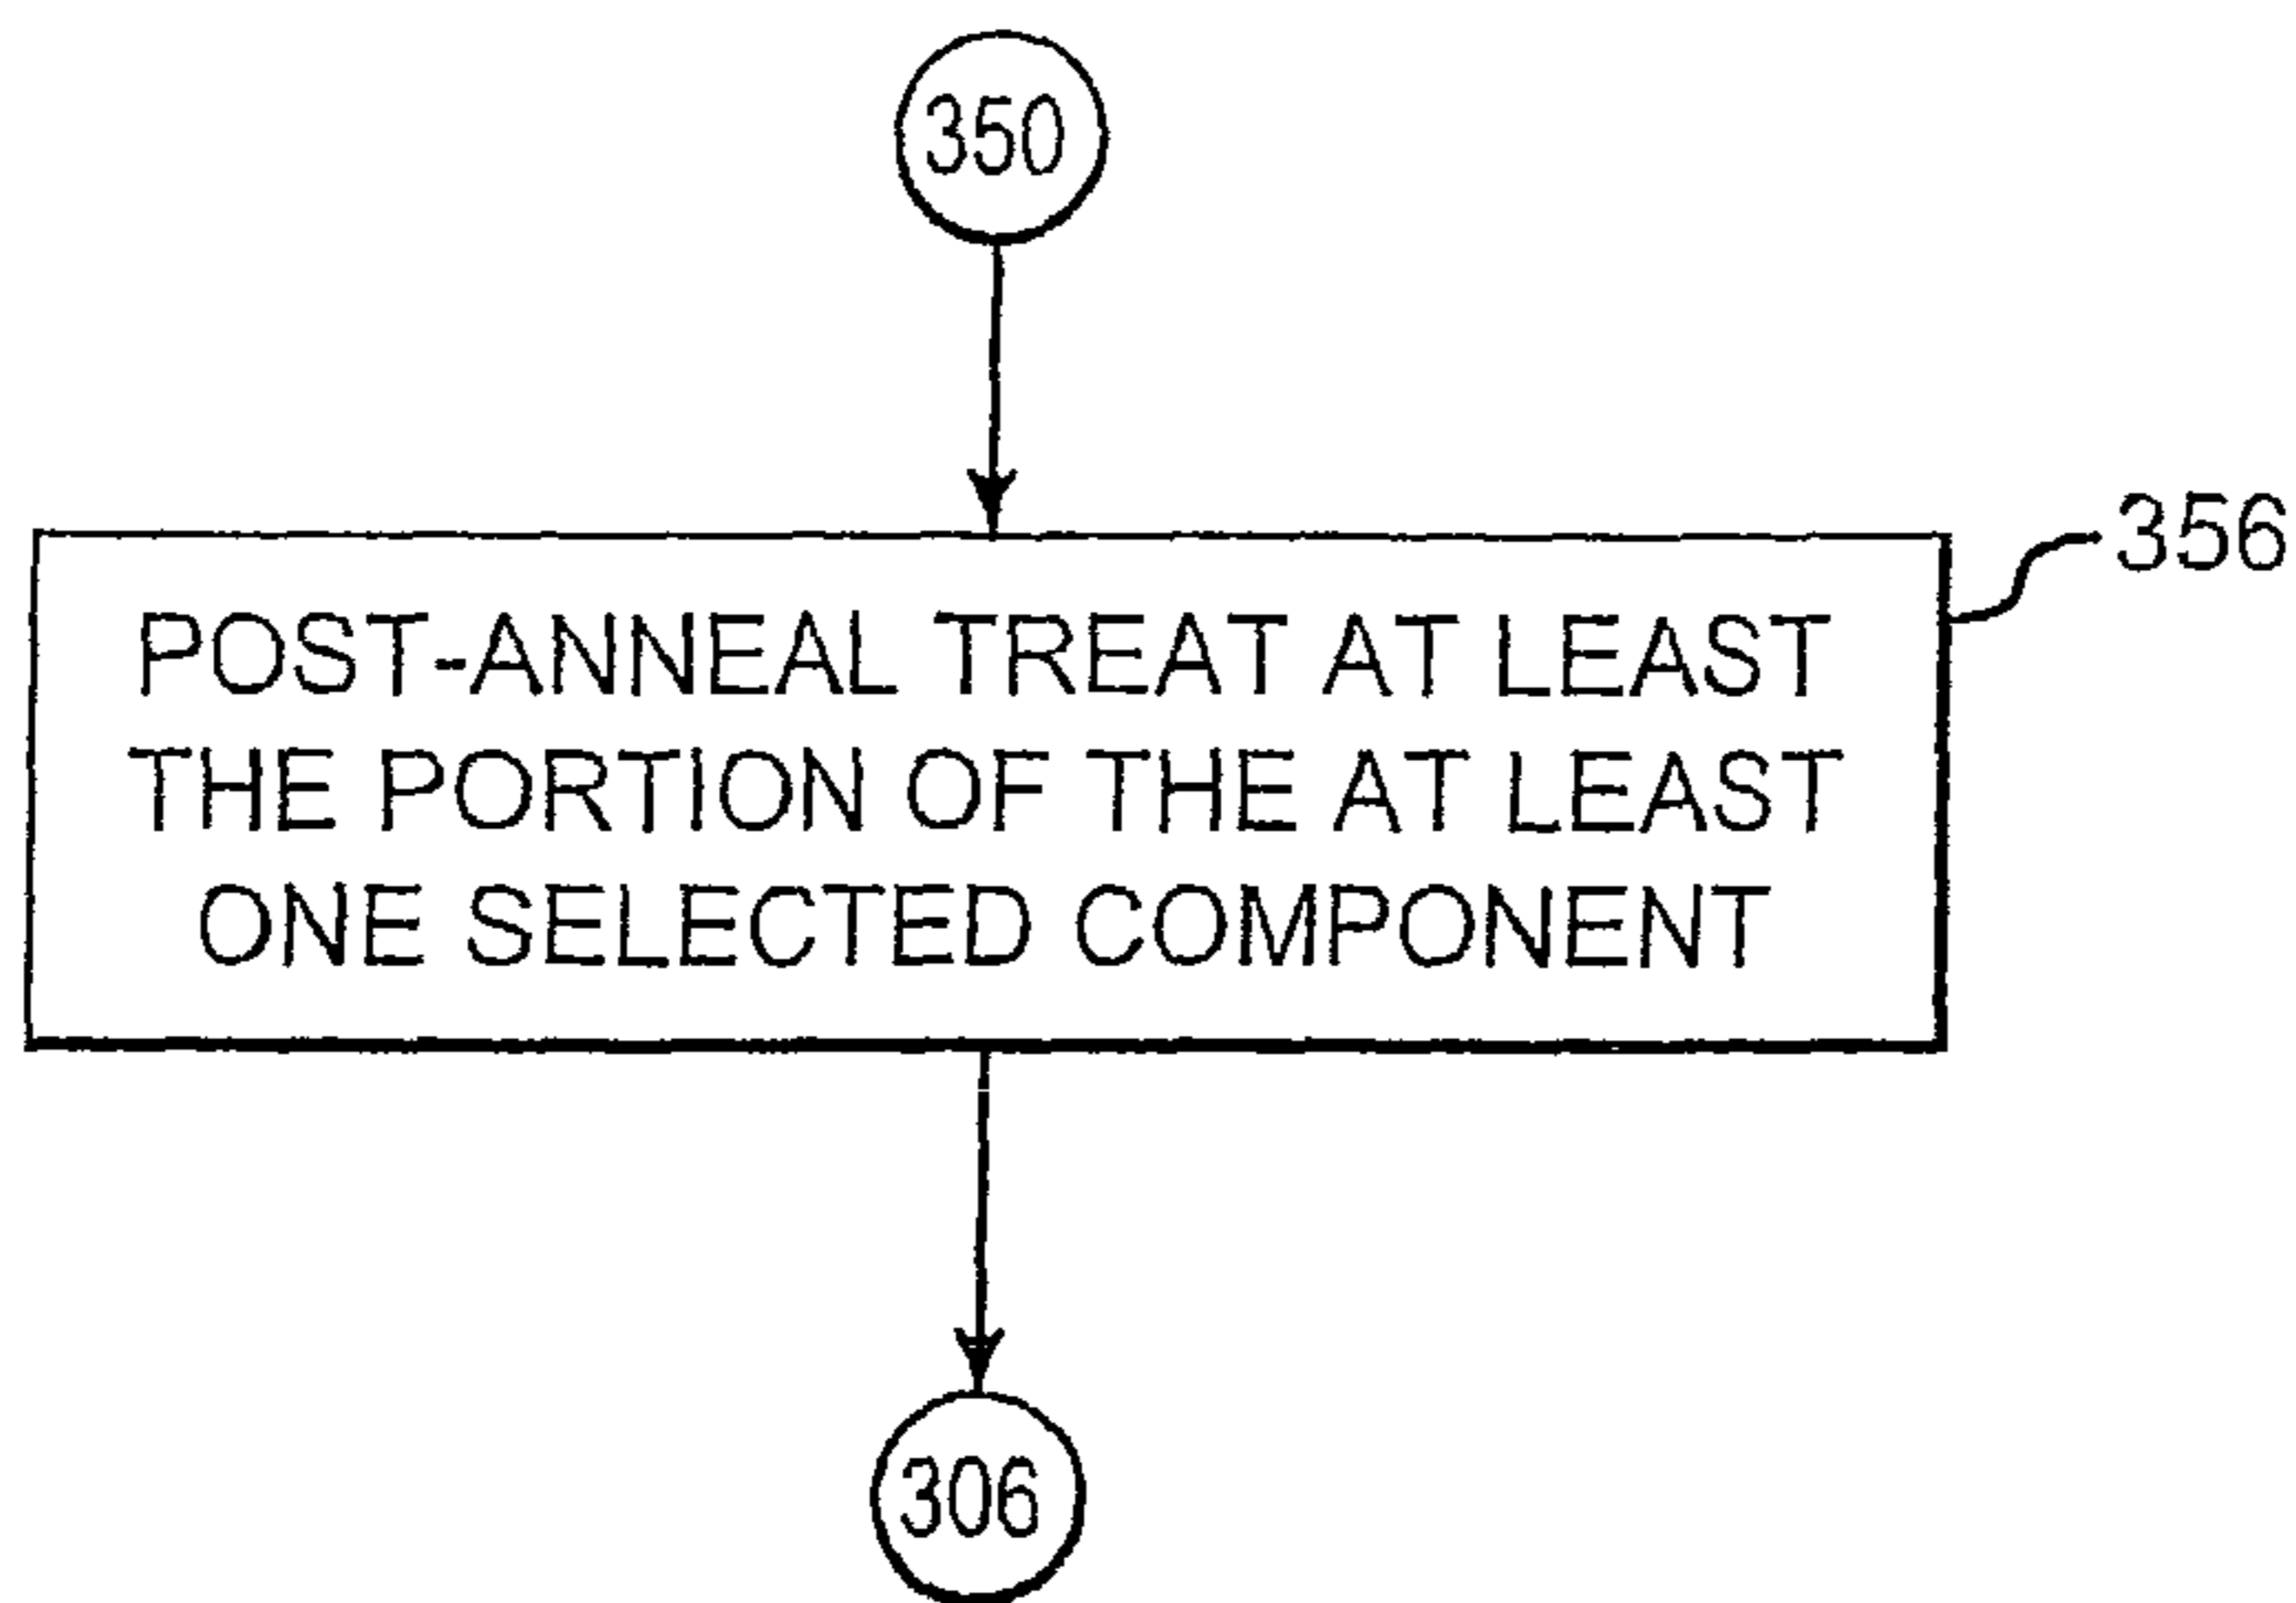 350
356
POST-ANNEAL TREAT AT LEAST
THE PORTION OF THE AT LEAST
ONE SELECTED COMPONENT
306